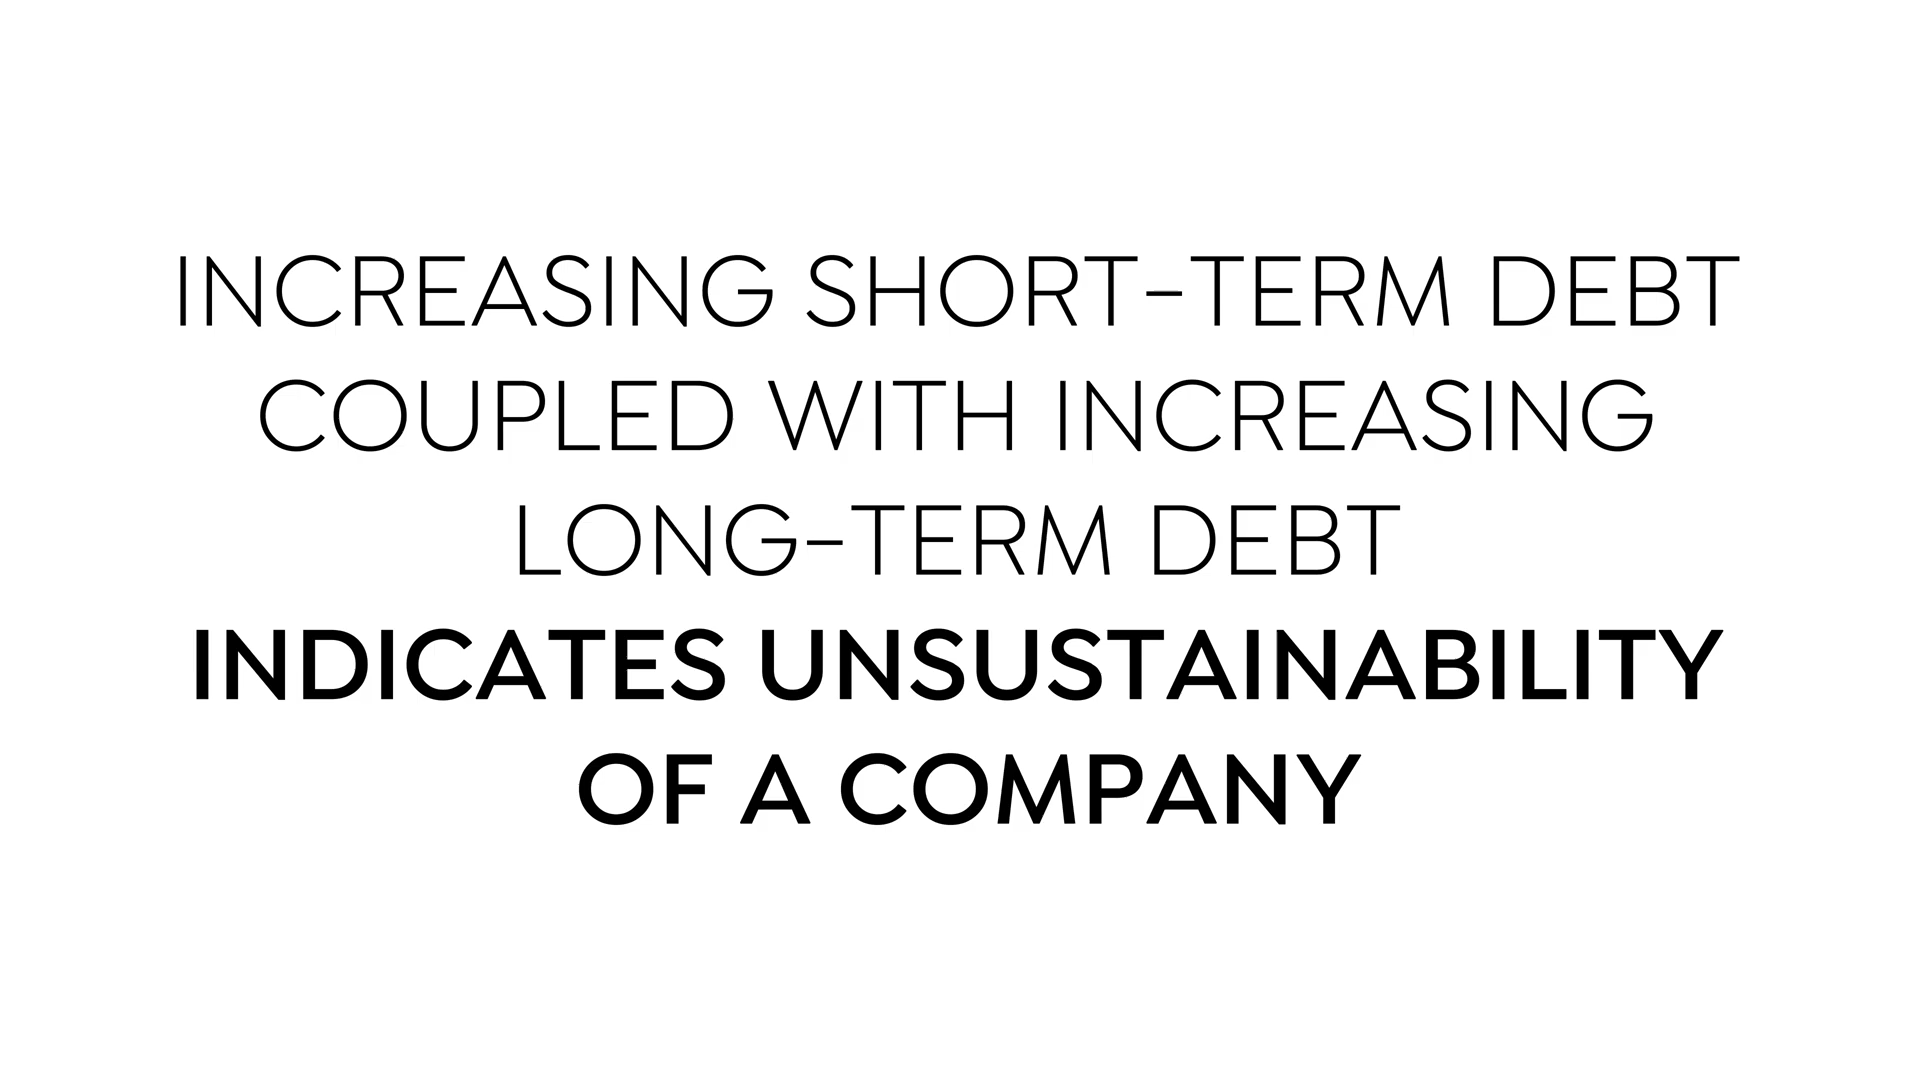 INCREASING SHORT-TERM DEBT
COUPLED WITH INCREASING
LONG-TERM DEBT
INDICATES UNSUSTAINABILITY
OF A COMPANY